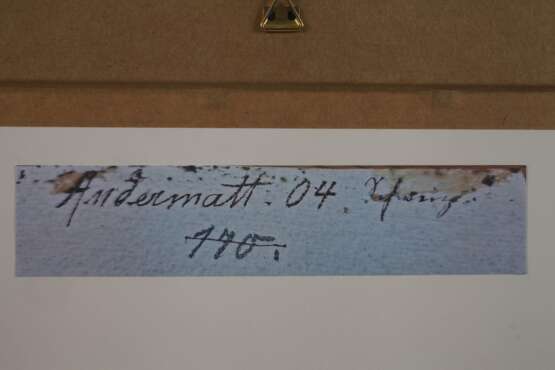 Andermatt. 04.
170.